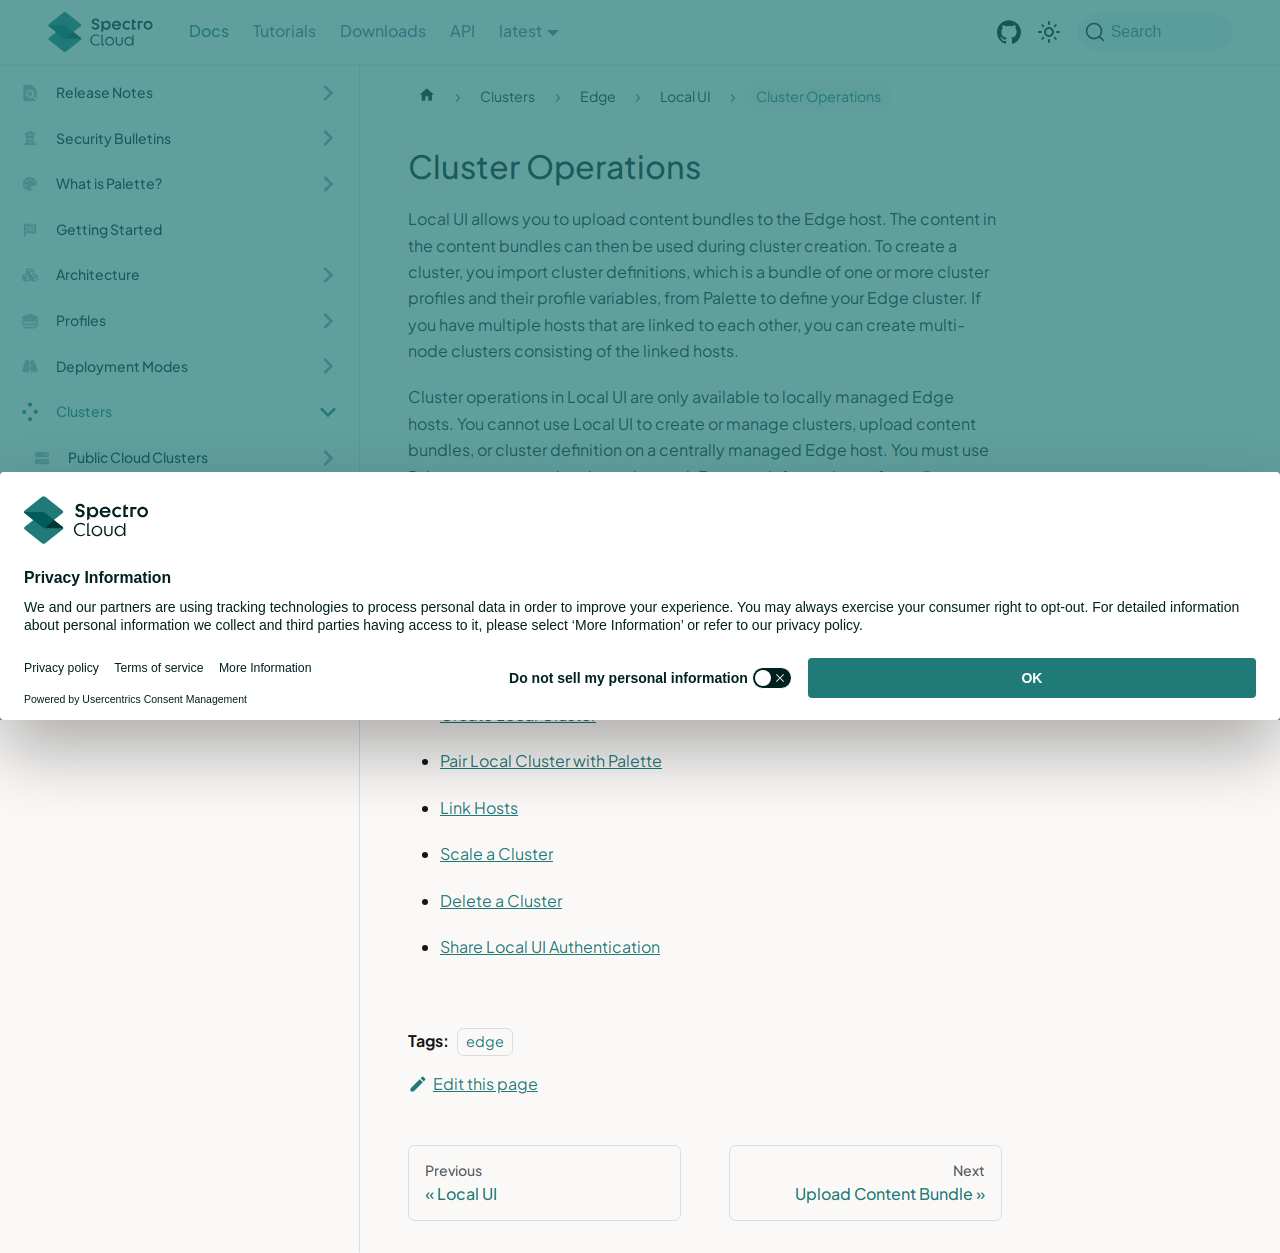 Spectro Cloud
Docs
Tutorials
Downloads
API
latest
Search
Release Notes
Security Bulletins
What is Palette?
Getting Started
Architecture
Profiles
Deployment Modes
Clusters
Public Cloud Clusters
Clusters
Edge
Local UI
Cluster Operations
Cluster Operations
Local UI allows you to upload content bundles to the Edge host. The content in
the content bundles can then be used during cluster creation. To create a
cluster, you import cluster definitions, which is a bundle of one or more cluster
profiles and their profile variables, from Palette to define your Edge cluster. If
you have multiple hosts that are linked to each other, you can create multi-
node clusters consisting of the linked hosts.
Cluster operations in Local UI are only available to locally managed Edge
hosts. You cannot use Local UI to create or manage clusters, upload content
bundles, or cluster definition on a centrally managed Edge host. You must use
Spectro
Cloud
Privacy Information
We and our partners are using tracking technologies to process personal data in order to improve your experience. You may always exercise your consumer right to opt-out. For detailed information
about personal information we collect and third parties having access to it, please select ‘More Information’ or refer to our privacy policy.
Privacy policy
Terms of service
More Information
Do not sell my personal information
OK
Powered by Usercentrics Consent Management
Create Local Cluster
Pair Local Cluster with Palette
Link Hosts
Scale a Cluster
Delete a Cluster
Share Local UI Authentication
Tags: edge
Edit this page
Previous
« Local UI
Next
Upload Content Bundle »